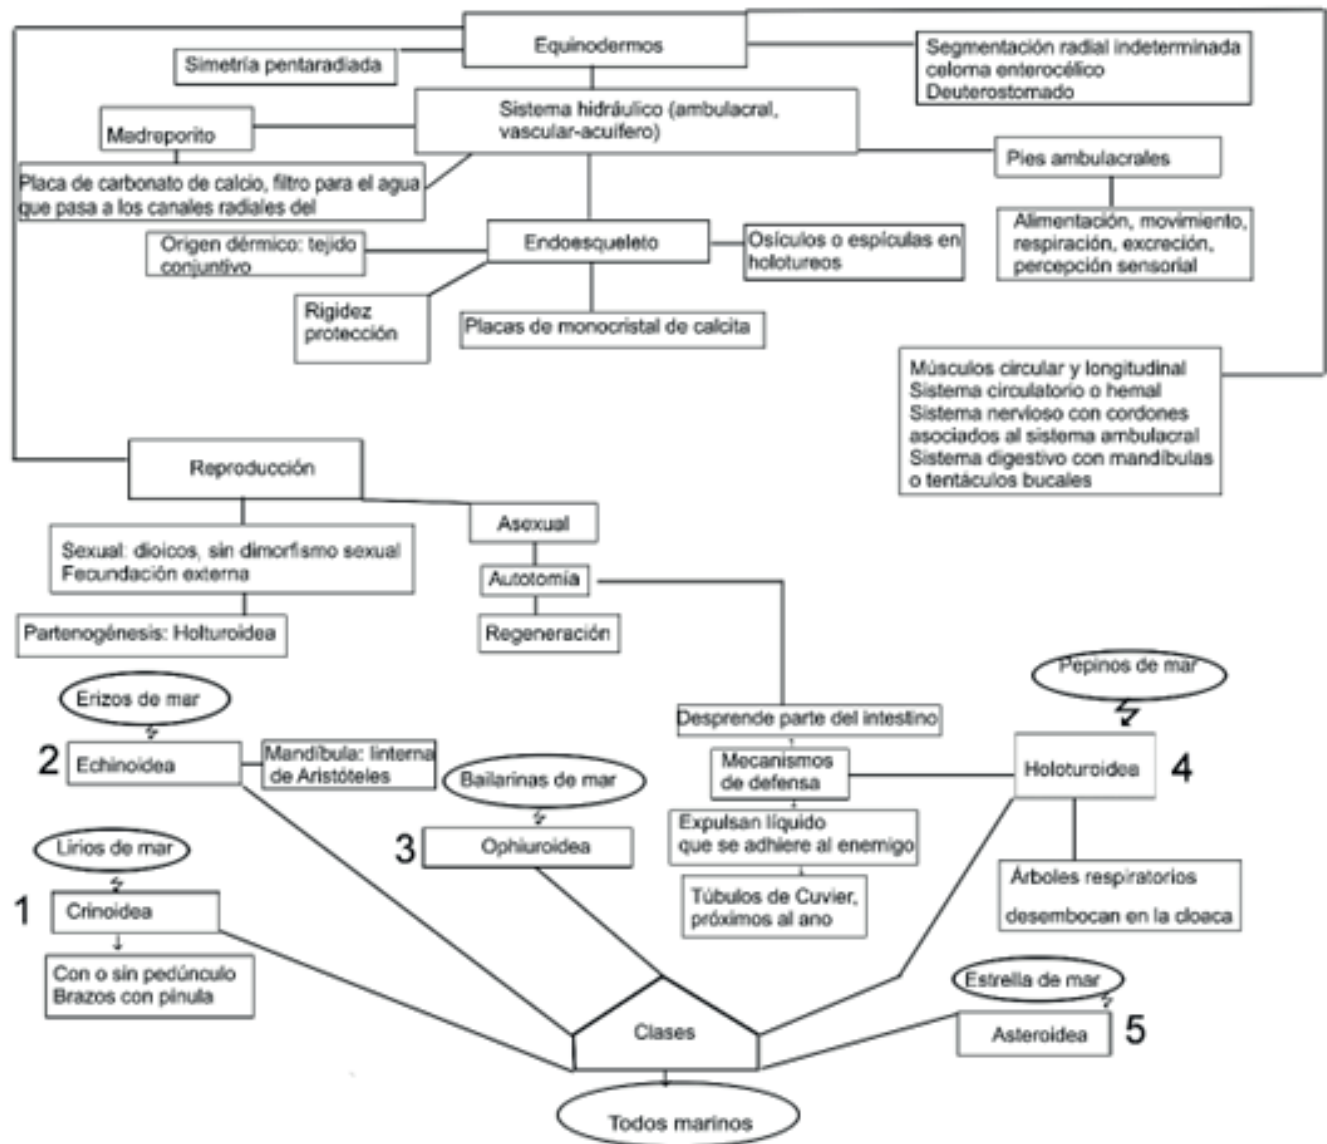 Equinodermos
Simetría pentaradiada
Segmentación radial indeterminada
celoma enterocélico
Deuterostomado
Sistema hidráulico (ambulacral,
vascular-acuífero)
Madreporito
Pies ambulacrales
Placa de carbonato de calcio, filtro para el agua
que pasa a los canales radiales del
Alimentación, movimiento,
respiración, excreción,
percepción sensorial
Origen dérmico: tejido
conjuntivo
Endoesqueleto
Osículos o espículas en
holotureos
Rigidez
protección
Placas de monocristal de calcita
Músculos circular y longitudinal
Sistema circulatorio o hemal
Sistema nervioso con cordones
asociados al sistema ambulacral
Sistema digestivo con mandíbulas
o tentáculos bucales
Reproducción
Asexual
Sexual: dioicos, sin dimorfismo sexual
Fecundación externa
Autotomía
Partenogénesis: Holturoidea
Regeneración
Pepinos de mar
Erizos de mar
Desprende parte del intestino
2
Echinoidea
Mandíbula: linterna
de Aristóteles
Bailarinas de mar
Mecanismos
de defensa
Holoturoidea
4
Lirios de mar
3
Ophiuroidea
Expulsan líquido
que se adhiere al enemigo
1
Crinoidea
Túbulos de Cuvier,
próximos al ano
Árboles respiratorios
desembocan en la cloaca
Con o sin pedúnculo
Brazos con pinula
Estrella de mar
Clases
Asteroidea
5
Todos marinos